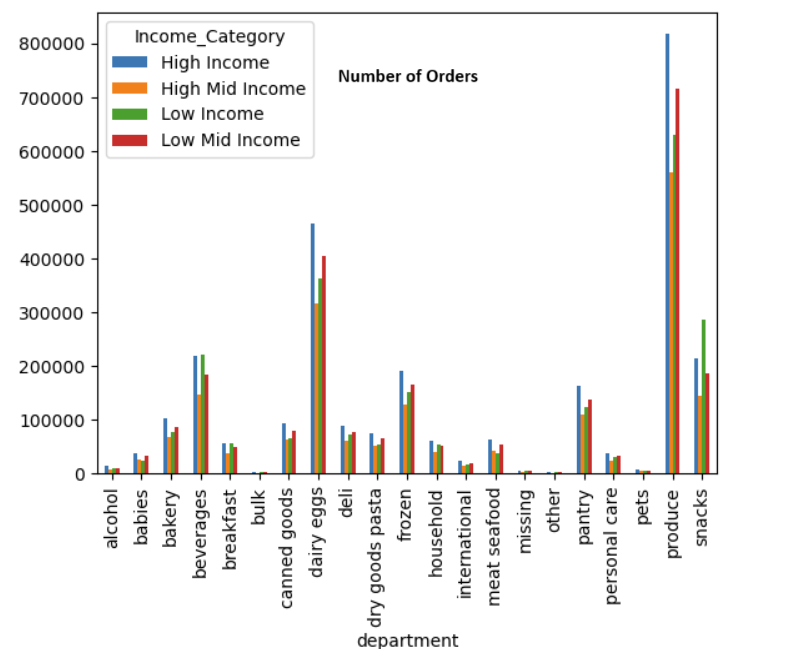 Income_Category
High Income
High Mid Income
Low Income
Low Mid Income
Number of Orders
800000
700000
600000
500000
400000
300000
200000
100000
0
alcohol
babies
bakery
beverages
breakfast
bulk
canned goods
dairy eggs
deli
dry goods pasta
frozen
household
international
meat seafood
missing
other
pantry
personal care
pets
produce
snacks
department